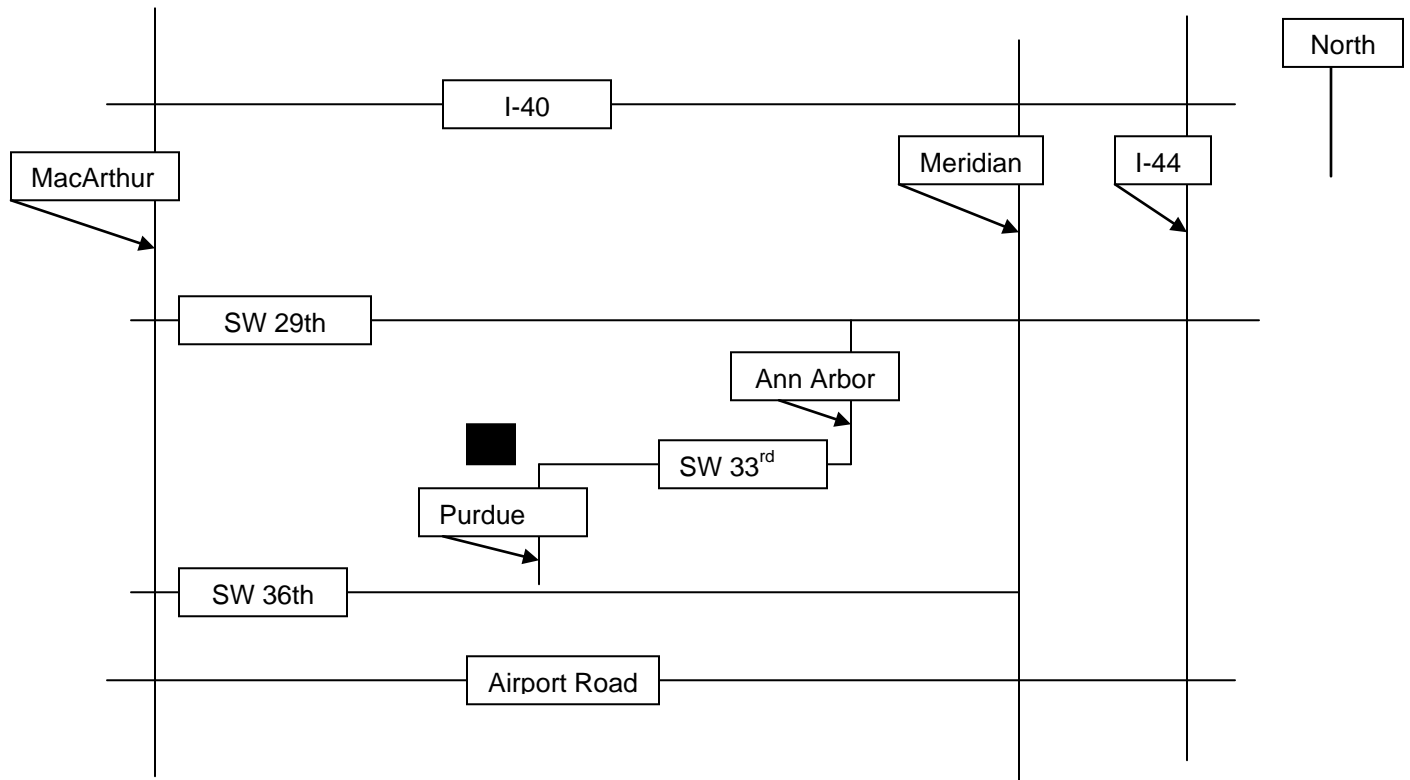 North
I-40
MacArthur
Meridian
I-44
SW 29th
Ann Arbor
SW 33rd
Purdue
SW 36th
Airport Road